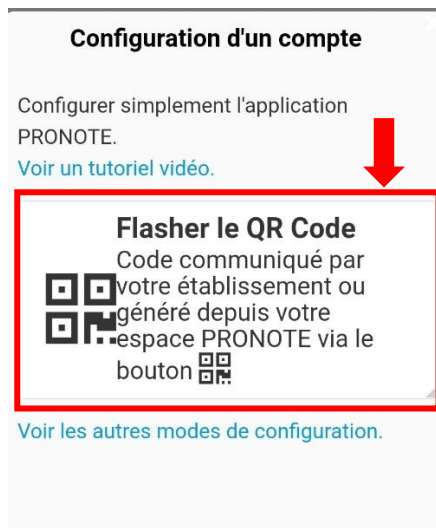 Configuration d'un compte
Configurer simplement l'application
PRONOTE.
Voir un tutoriel vidéo.
Flasher le QR Code
Code communiqué par
votre établissement ou
généré depuis votre
espace PRONOTE via le
bouton
Voir les autres modes de configuration.